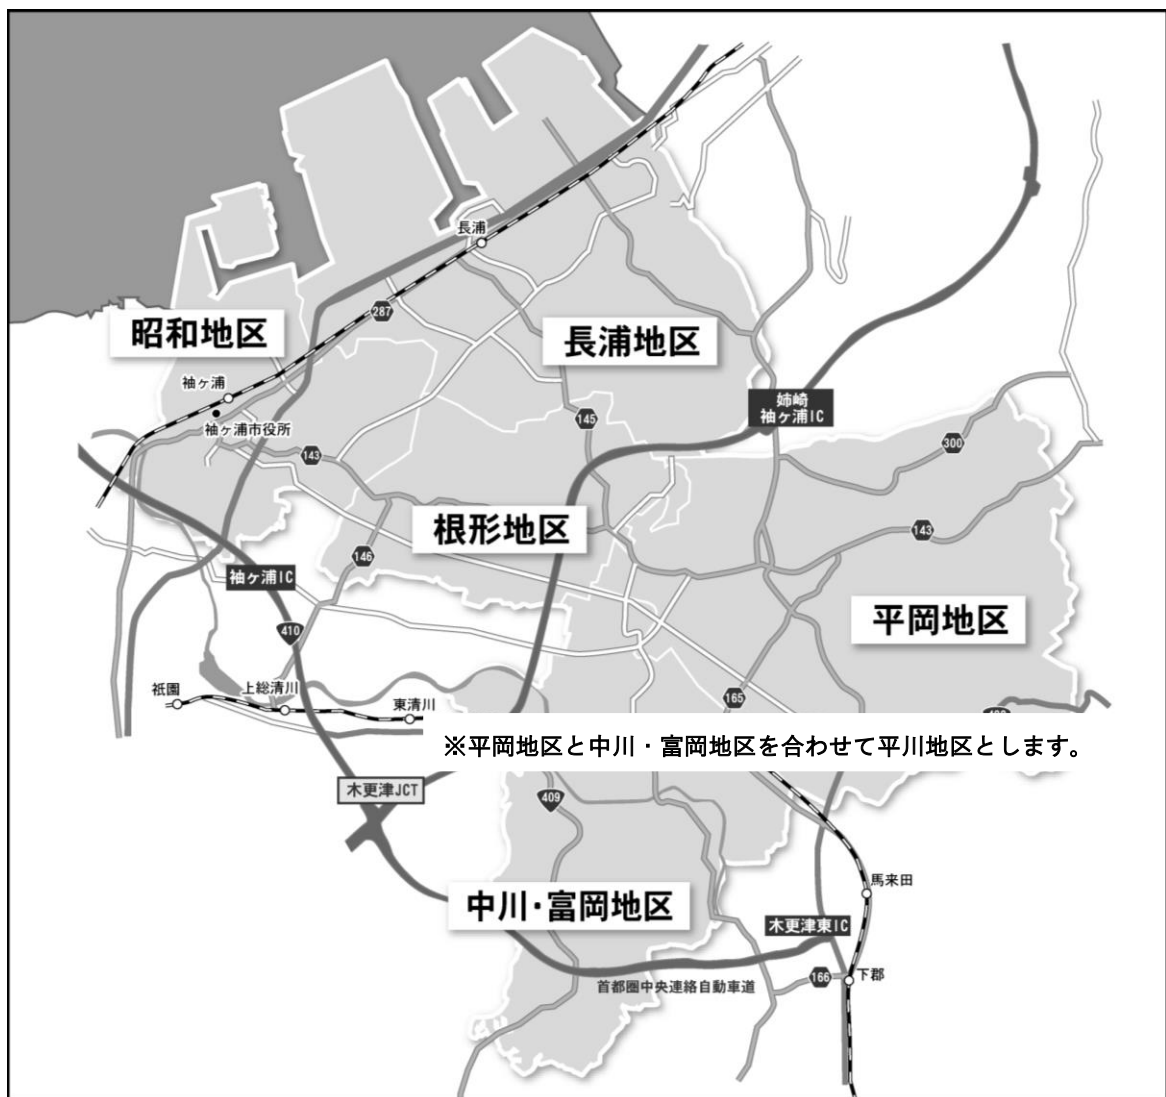 長浦
287
昭和地区
長浦地区
袖ヶ浦
袖ヶ浦市役所
姉崎
袖ヶ浦IC
145
300
143
根形地区
143
146
袖ヶ浦IC
平岡地区
410
祇園
上総清川
東清川
165
※平岡地区と中川・富岡地区を合わせて平川地区とします。
木更津JCT
409
馬来田
中川・富岡地区
木更津東IC
166
下郡
首都圏中央連絡自動車道